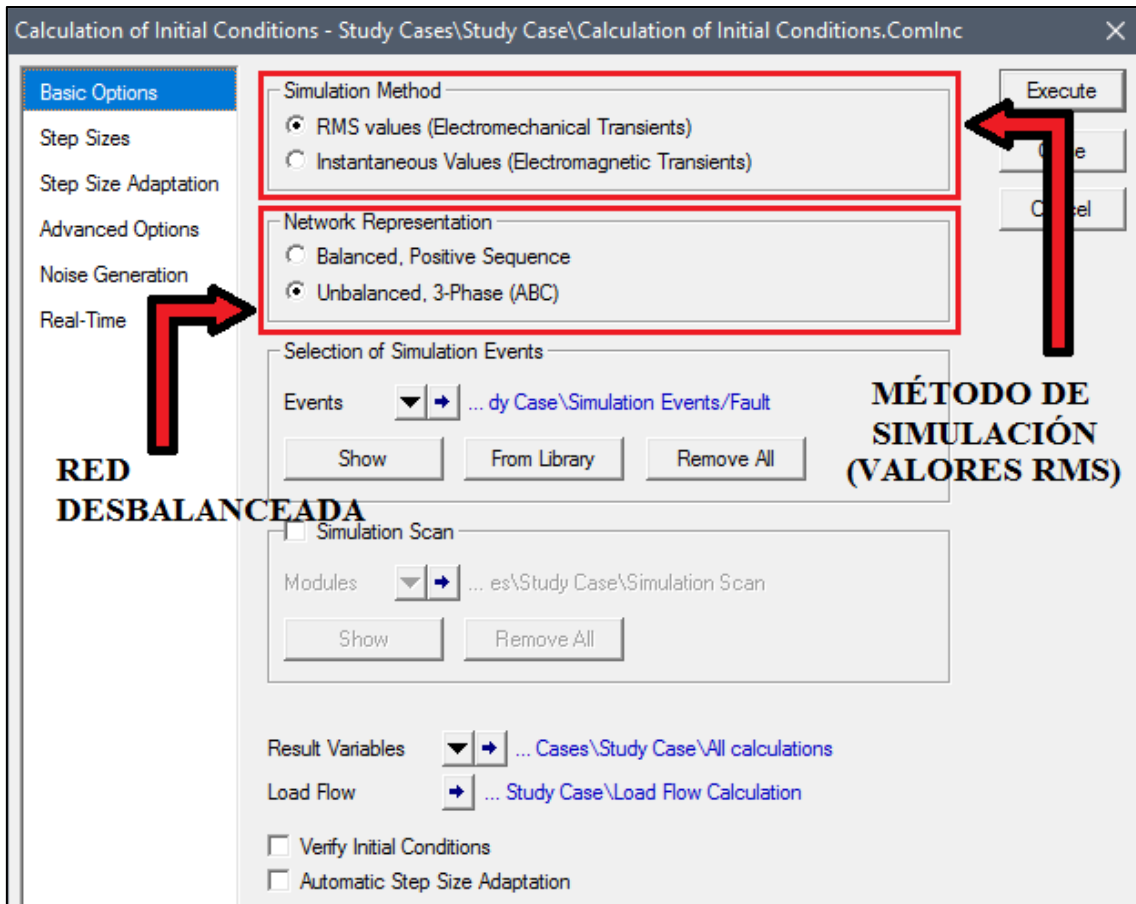 Calculation of Initial Conditions - Study Cases\Study Case\Calculation of Initial Conditions.ComInc
Basic Options
Step Sizes
Step Size Adaptation
Advanced Options
Noise Generation
Real-Time
Simulation Method
RMS values (Electromechanical Transients)
Instantaneous Values (Electromagnetic Transients)
Execute
Network Representation
Balanced, Positive Sequence
Unbalanced, 3-Phase (ABC)
Selection of Simulation Events
Events
... dy Case\Simulation Events/Fault
Show
From Library
Remove All
MÉTODO DE
SIMULACIÓN
(VALORES RMS)
RED
DESBALANCEADA
Simulation Scan
Modules
... es\Study Case\Simulation Scan
Show
Remove All
Result Variables
... Cases\Study Case\All calculations
Load Flow
... Study Case\Load Flow Calculation
Verify Initial Conditions
Automatic Step Size Adaptation